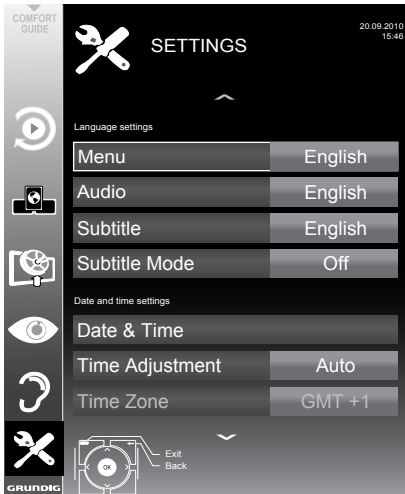 COMFORT
GUIDE
SETTINGS
20.09.2010
15:46
Language settings
Menu English
Audio English
Subtitle English
Subtitle Mode Off
Date and time settings
Date & Time
Time Adjustment Auto
Time Zone GMT +1
Exit
OK
Back
GRUNDIG